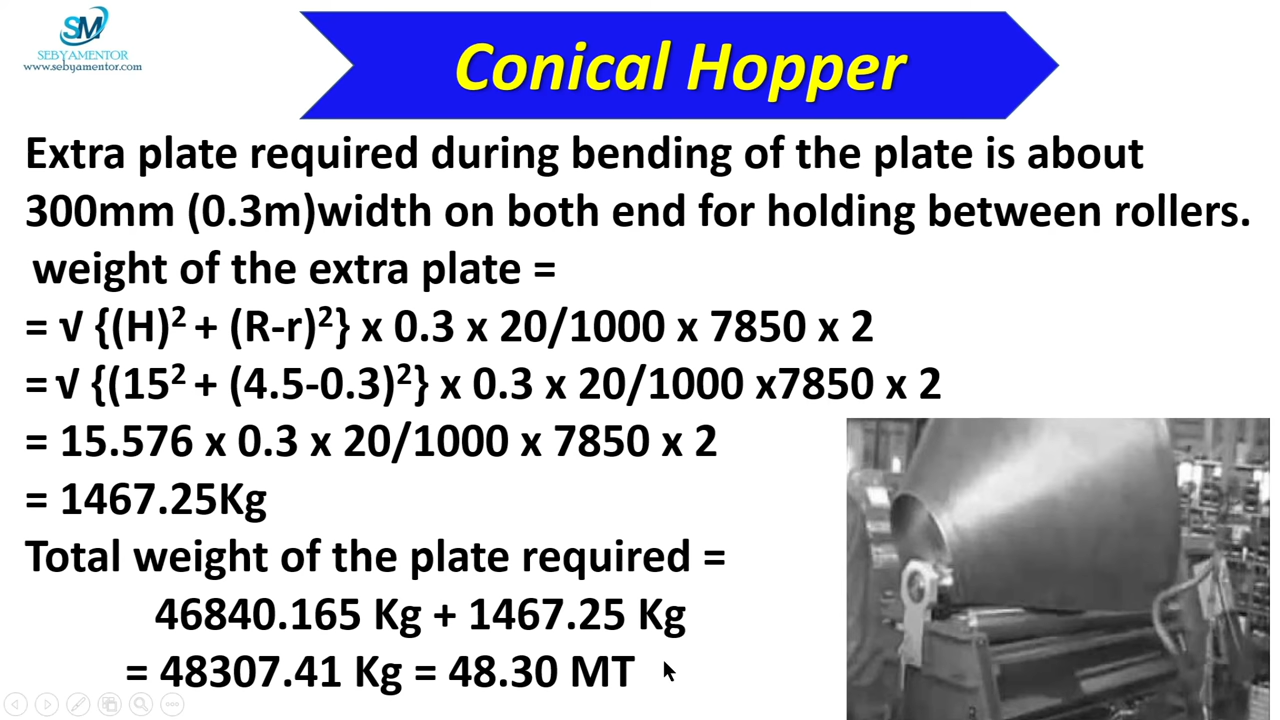 SM
SEBYAMENTOR
www.sebyamentor.com
Conical Hopper
Extra plate required during bending of the plate is about
300mm (0.3m)width on both end for holding between rollers.
weight of the extra plate =
= √ {(H)² + (R-r)²} x 0.3 x 20/1000 x 7850 x 2
= √ {(15² + (4.5-0.3)²} x 0.3 x 20/1000 x7850 x 2
= 15.576 x 0.3 x 20/1000 x 7850 x 2
= 1467.25Kg
Total weight of the plate required =
46840.165 Kg + 1467.25 Kg
= 48307.41 Kg = 48.30 MT